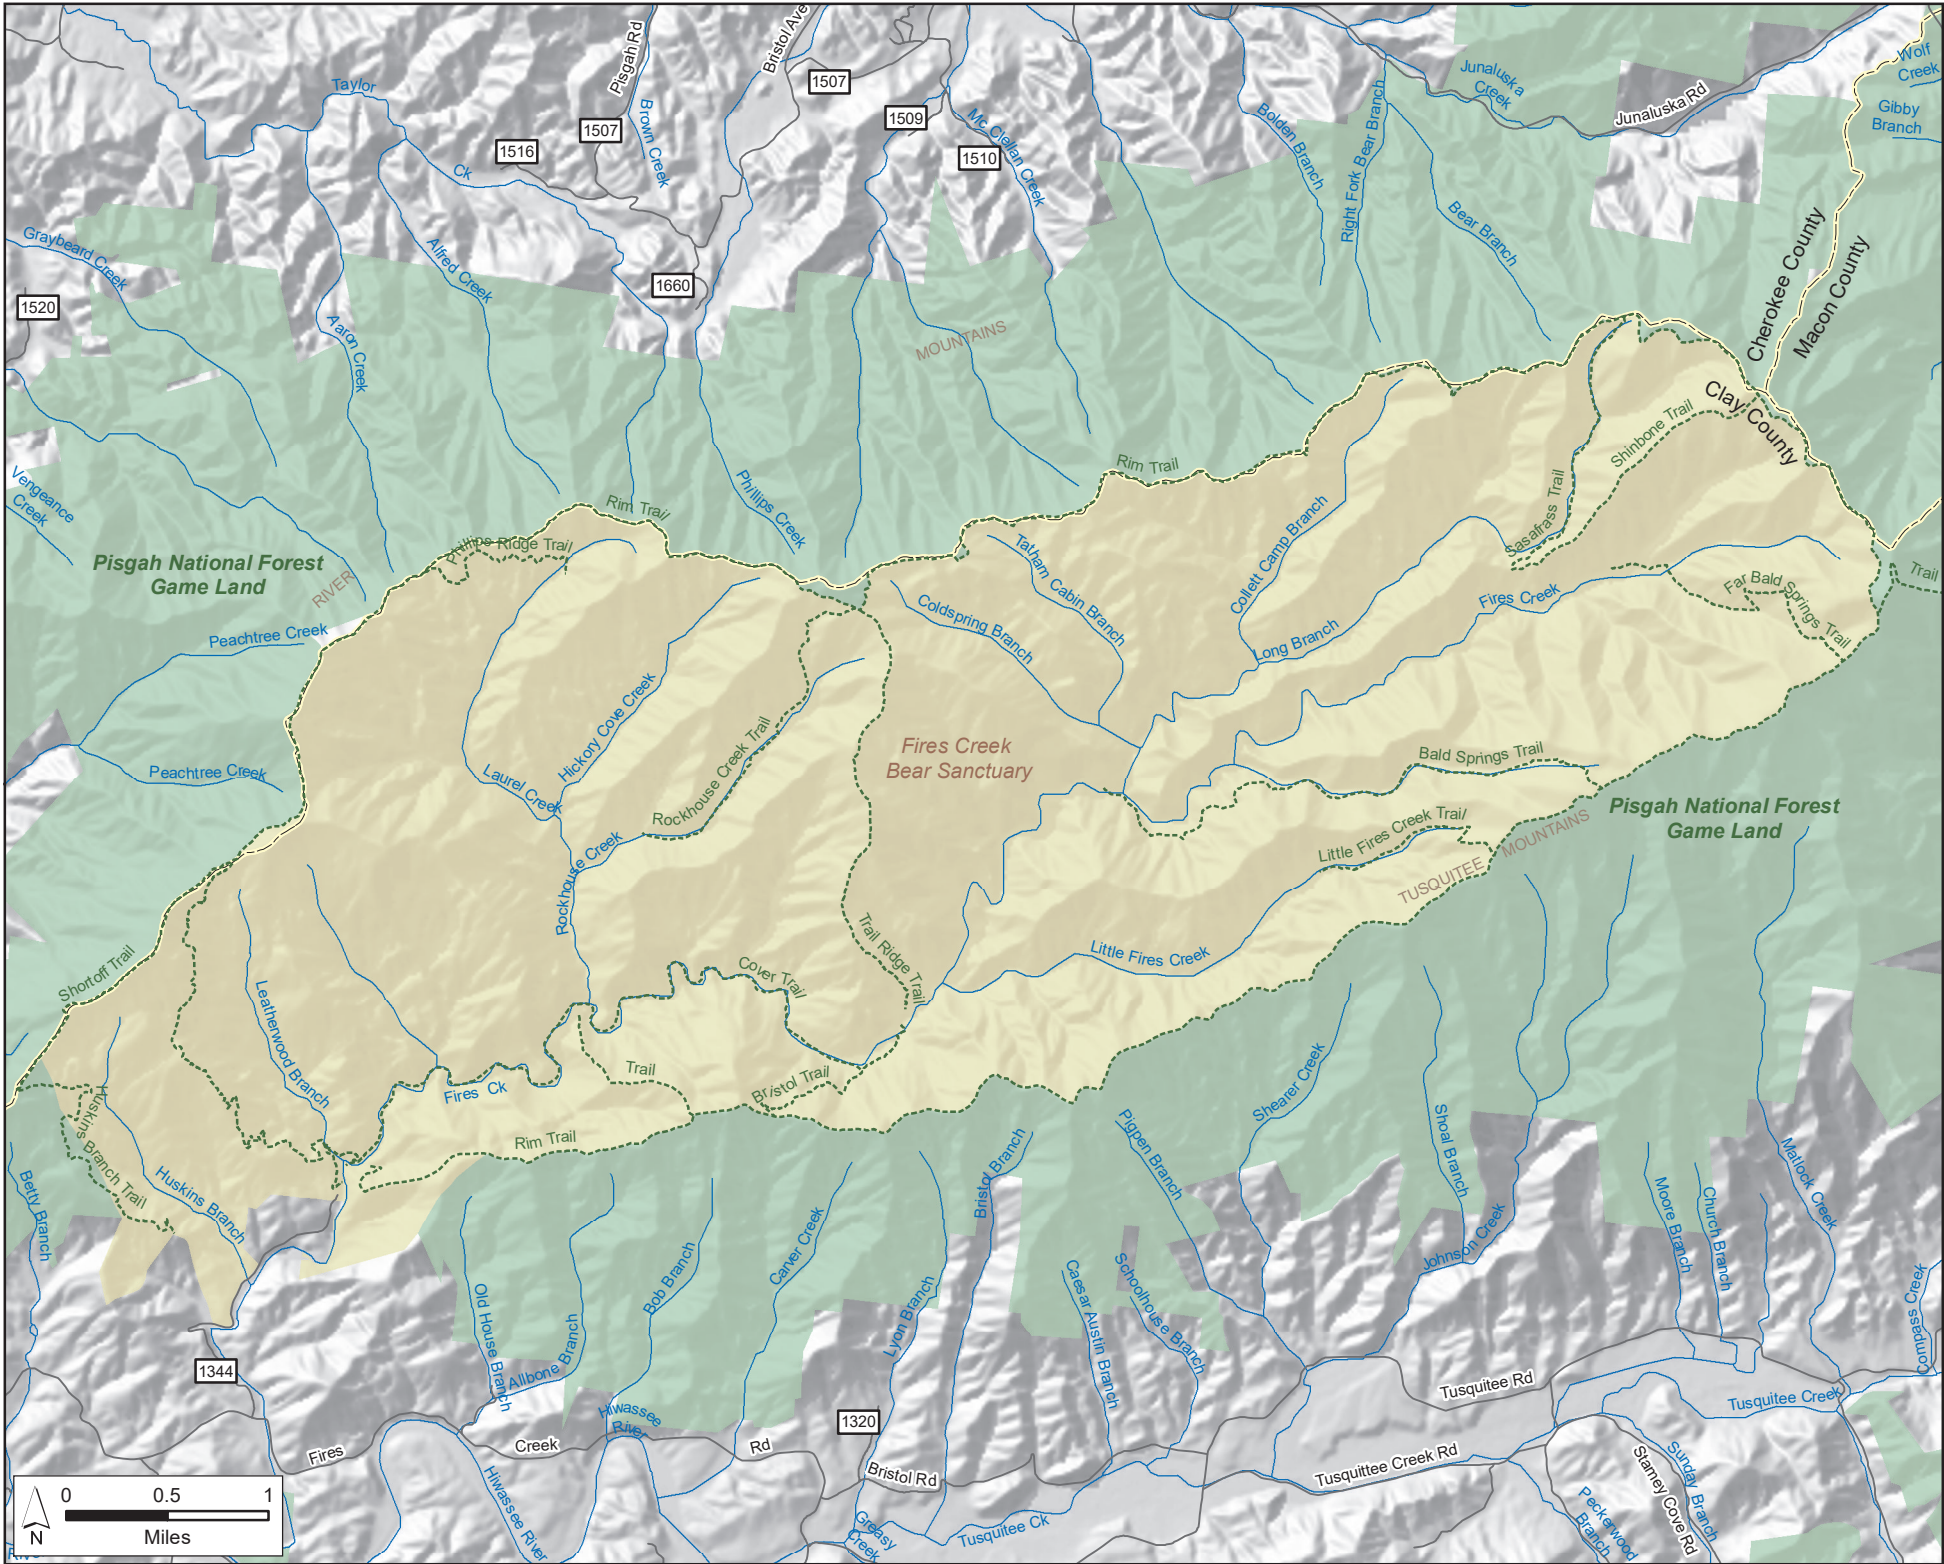 Pisgah Rd
Bristol Ave
Wolf
Creek
Taylor
1507
Junaluska
Creek
Junaluska Rd
Gibby
Branch
Brown Creek
1507
1509
Mc Clellan Creek
Bolden Branch
Right Fork Bear Branch
1516
1510
Ck
Bear Branch
Graybeard Creek
Alfred Creek
Cherokee County
Macon County
1660
1520
Aaron Creek
MOUNTAINS
Clay County
Shinbone Trail
Rim Trail
Vengeance
Creek
Phillips Creek
Sasafrass Trail
Rim Trail
Collett Camp Branch
Phillips Ridge Trail
Tatham Cabin Branch
Pisgah National Forest
Game Land
RIVER
Trail
Far Bald Springs Trail
Fires Creek
Coldspring Branch
Peachtree Creek
Long Branch
Hickory Cove Creek
Fires Creek
Bear Sanctuary
Bald Springs Trail
Peachtree Creek
Laurel Creek
Rockhouse Creek Trail
Pisgah National Forest
Game Land
MOUNTAINS
Little Fires Creek Trail
TUSQUITEE
Rockhouse Creek
Trail Ridge Trail
Shortoff Trail
Little Fires Creek
Cover Trail
Leatherwood Branch
Trail
Bristol Trail
Fires Ck
Shearer Creek
Huskins
Branch Trail
Rim Trail
Pigpen Branch
Shoal Branch
Bristol Branch
Matlock Creek
Huskins Branch
Betty Branch
Moore Branch
Church Branch
Johnson Creek
Carver Creek
Bob Branch
Old House Branch
Allbone Branch
Lyon Branch
Caesar Austin Branch
Schoolhouse Branch
Compass Creek
1344
Tusquitee Rd
Tusquitee Creek
Hiwassee
River
1320
Fires
Creek
Rd
Bristol Rd
Tusquittee Creek Rd
Stamey Cove Rd
Sunday Branch
Peckerwood
Branch
Hiwassee River
Greasy
Creek
Tusquitee Ck
0 0.5 1
Miles
N